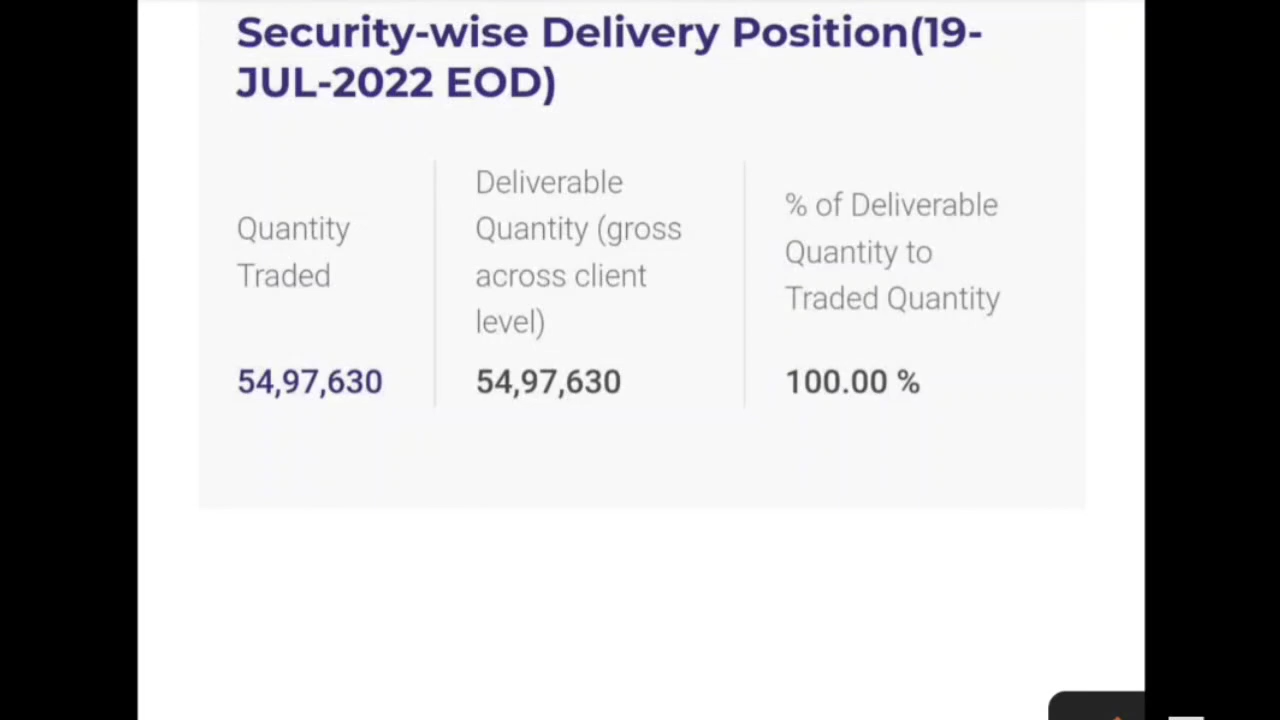 Security-wise Delivery Position(19-
JUL-2022 EOD)
Quantity
Traded
54,97,630
Deliverable
Quantity (gross
across client
level)
54,97,630
% of Deliverable
Quantity to
Traded Quantity
100.00 %